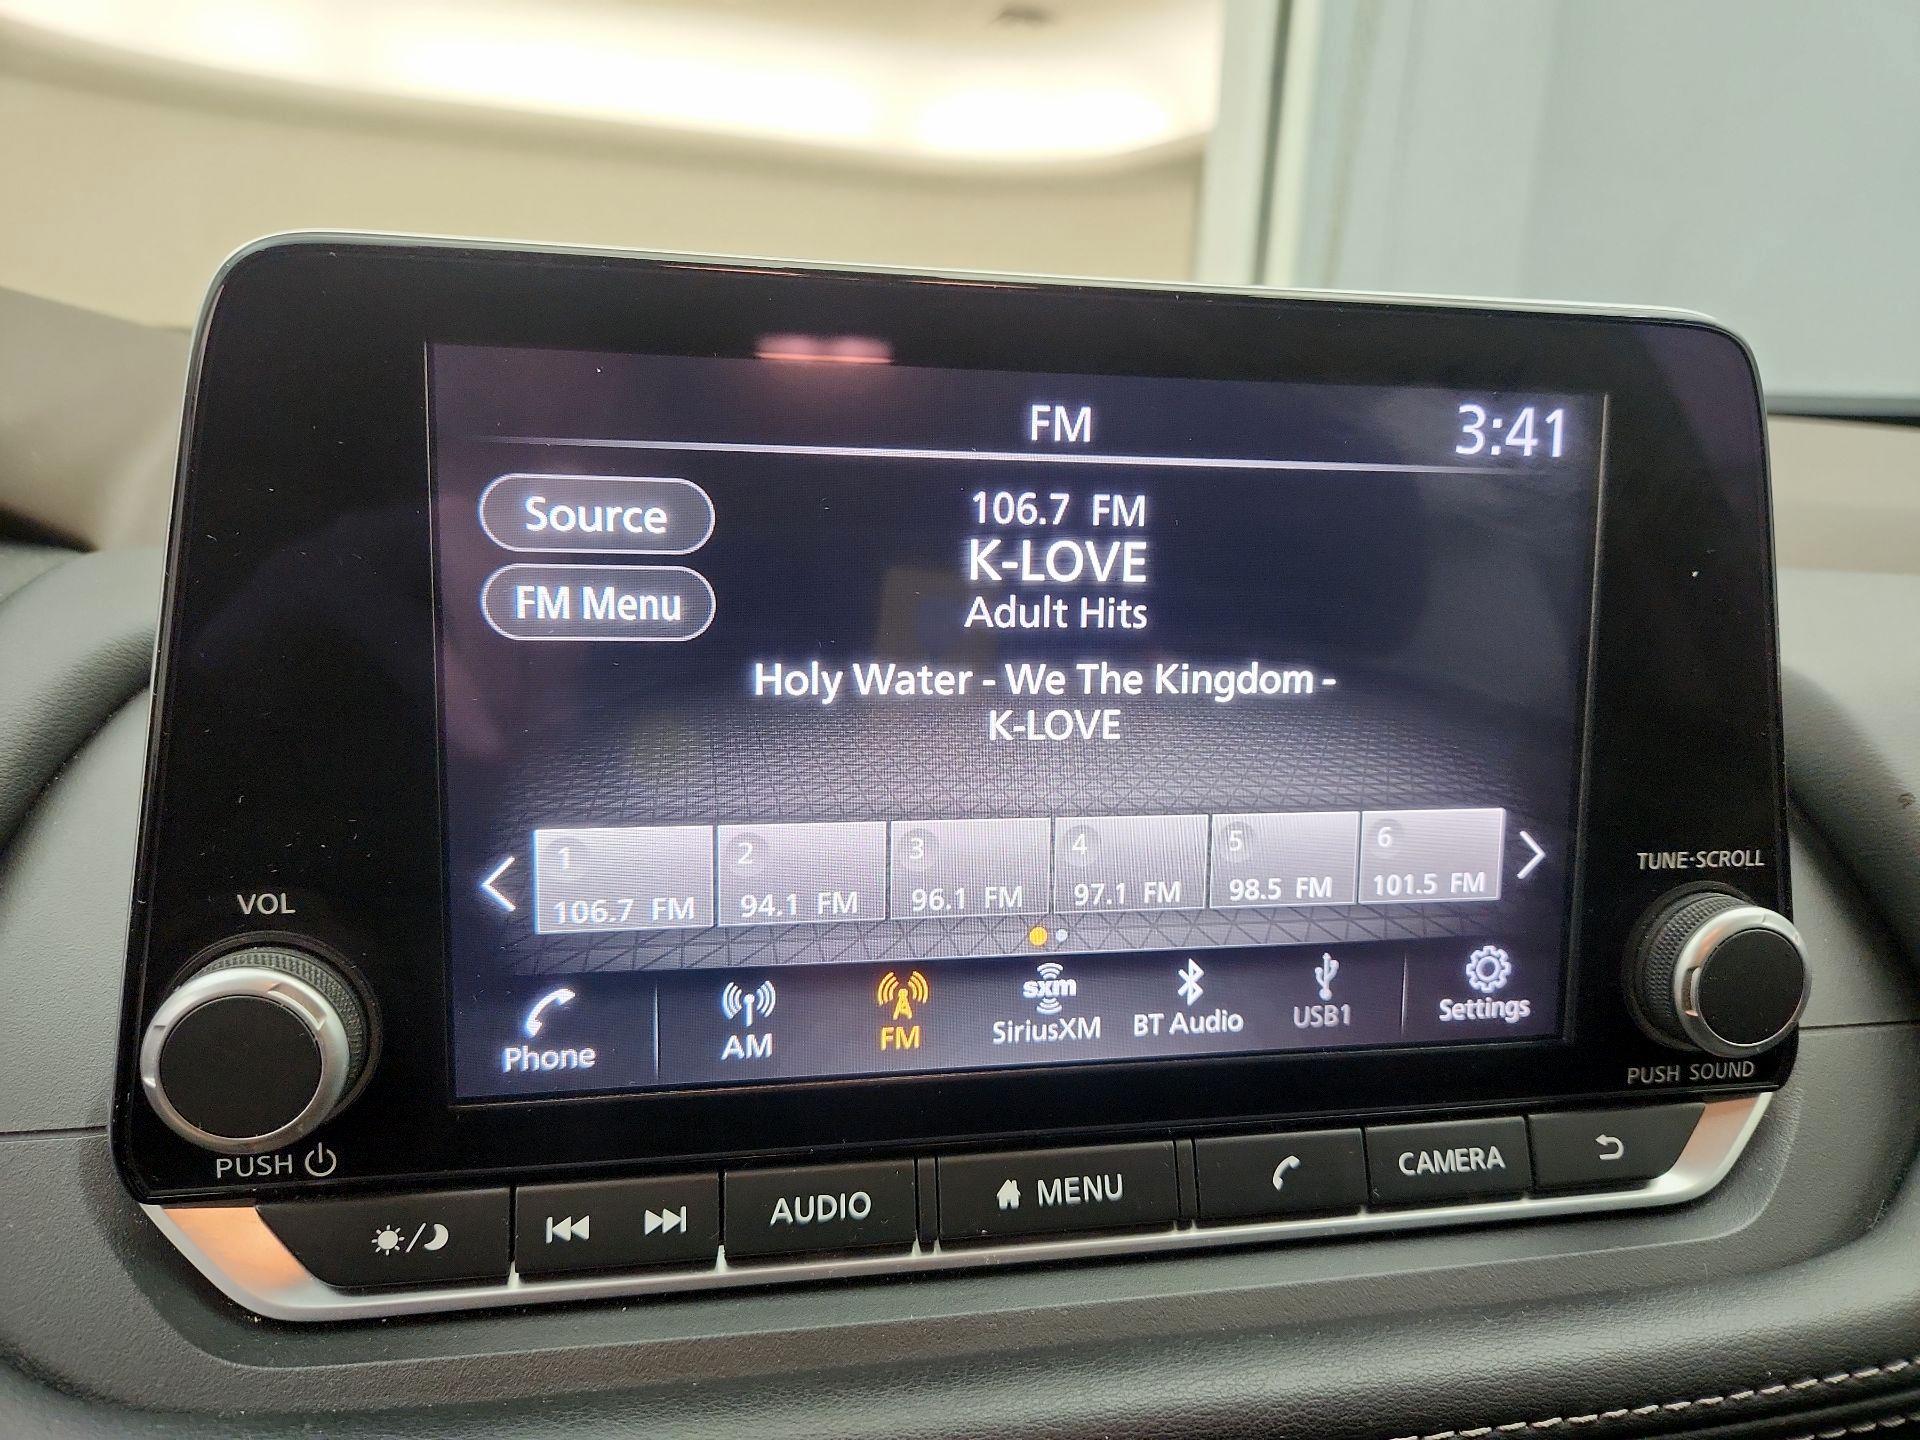 FM
3:41
Source
FM Menu
106.7 FM
K-LOVE
Adult Hits
Holy Water - We The Kingdom -
K-LOVE
1
106.7 FM
2
94.1 FM
3
96.1 FM
4
97.1 FM
5
98.5 FM
6
101.5 FM
Phone
AM
FM
sxm
SiriusXM
BT Audio
USB1
Settings
VOL
PUSH
TUNE·SCROLL
PUSH SOUND
AUDIO
MENU
CAMERA